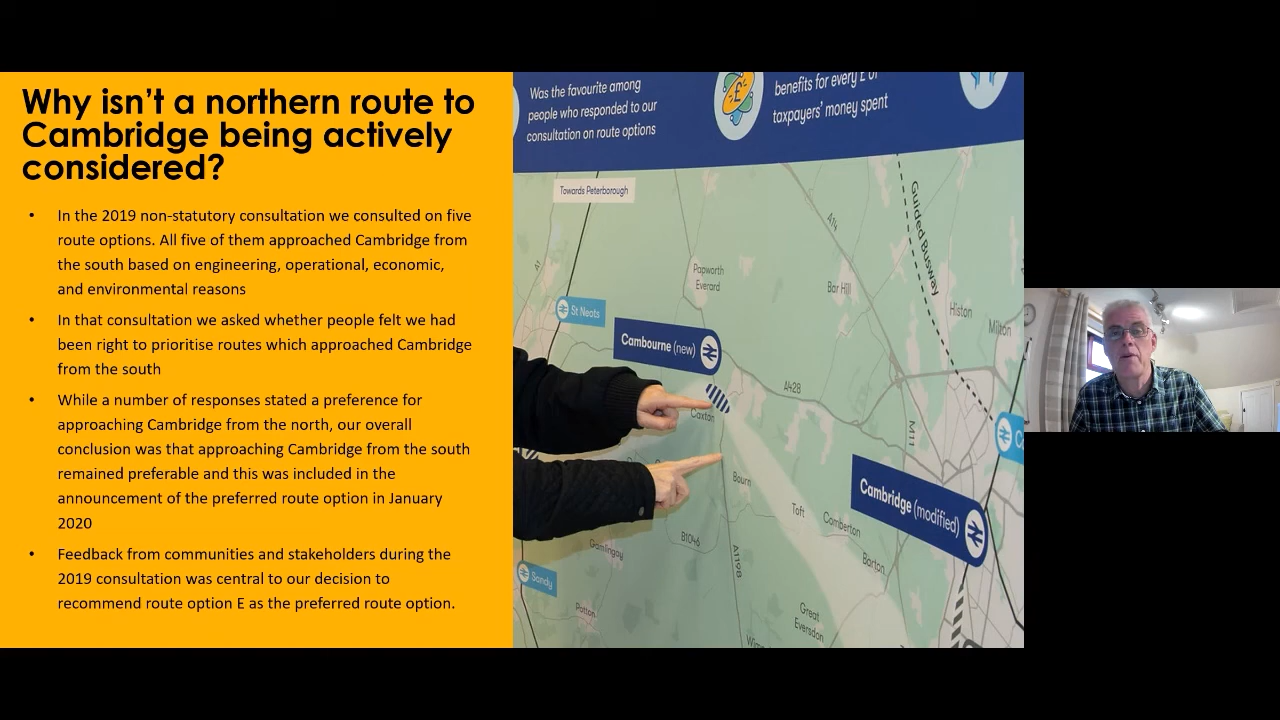 Why isn't a northern route to
Cambridge being actively
considered?
• In the 2019 non-statutory consultation we consulted on five
route options. All five of them approached Cambridge from
the south based on engineering, operational, economic,
and environmental reasons
• In that consultation we asked whether people felt we had
been right to prioritise routes which approached Cambridge
from the south
• While a number of responses stated a preference for
approaching Cambridge from the north, our overall
conclusion was that approaching Cambridge from the south
remained preferable and this was included in the
announcement of the preferred route option in January
2020
• Feedback from communities and stakeholders during the
2019 consultation was central to our decision to
recommend route option E as the preferred route option.
Was the favourite among
people who responded to our
consultation on route options
£
benefits for every £ of
taxpayers' money spent
Towards Peterborough
A1
A14
Guided Busway
Papworth
Everard
Bar Hill
Histon
Milton
St Neots
Cambourne (new)
A428
Caxton
M11
C
Bourn
Cambridge (modified)
Toft
Comberton
Barton
B1046
Gamlingay
A1198
Sandy
Potton
Great
Eversden